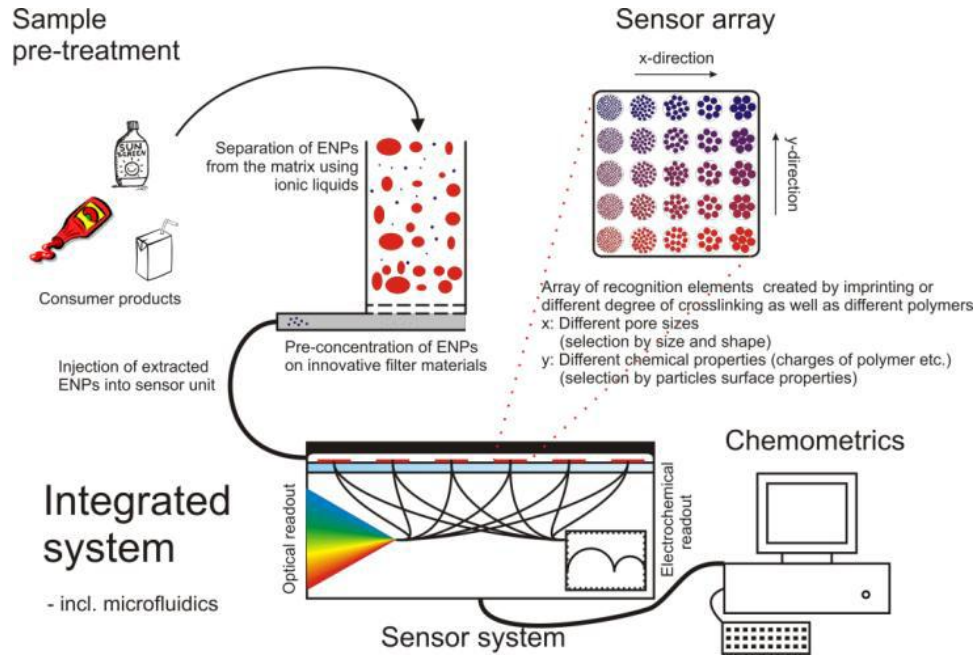 Sample
pre-treatment
SUN
SCREEN
Consumer products
Separation of ENPs
from the matrix using
ionic liquids
Pre-concentration of ENPs
on innovative filter materials
Injection of extracted
ENPs into sensor unit
Sensor array
x-direction
y-direction
Array of recognition elements created by imprinting or
different degree of crosslinking as well as different polymers
x: Different pore sizes
(selection by size and shape)
y: Different chemical properties (charges of polymer etc.)
(selection by particles surface properties)
Integrated
system
- incl. microfluidics
Optical readout
Electrochemical
readout
Sensor system
Chemometrics